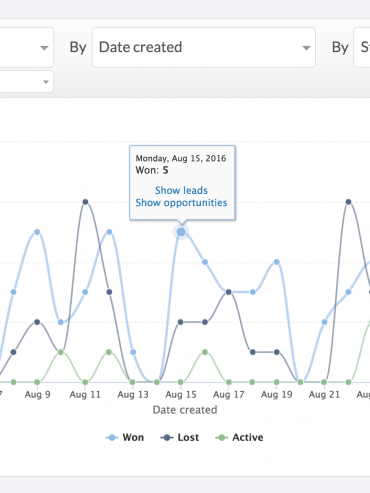 By Date created By
Monday, Aug 15, 2016
Won: 5
Show leads
Show opportunities
7 Aug 9 Aug 11 Aug 13 Aug 15 Aug 17 Aug 19 Aug 21 Aug
Date created
Won Lost Active